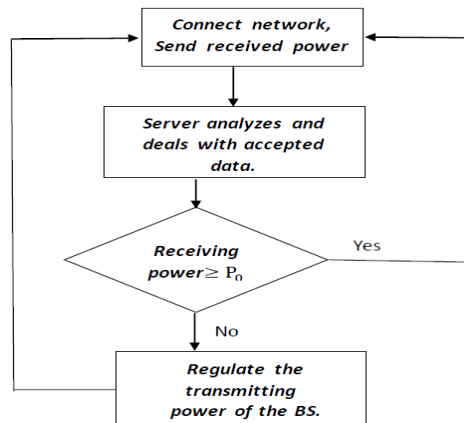 Connect network,
Send received power
Server analyzes and
deals with accepted
data.
Receiving
power≥ P₀
Yes
No
Regulate the
transmitting
power of the BS.